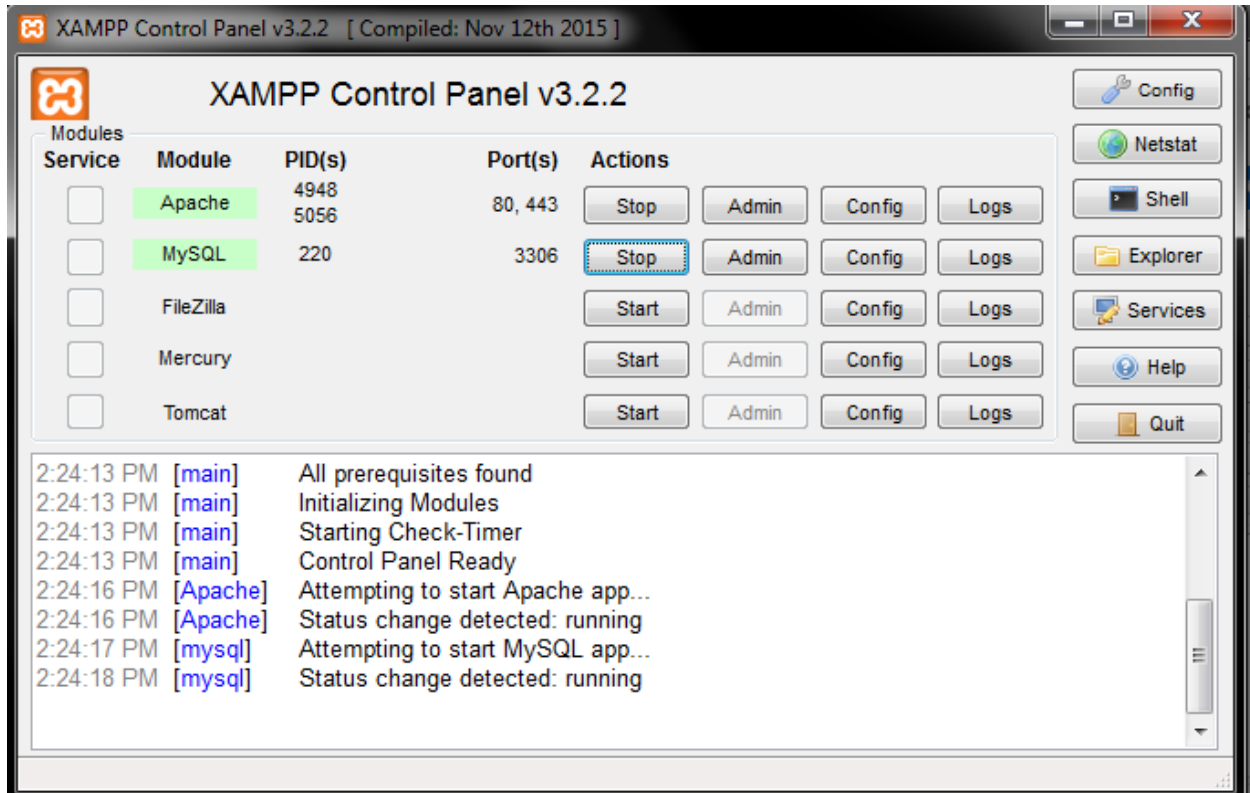 XAMPP Control Panel v3.2.2 [ Compiled: Nov 12th 2015 ]
XAMPP Control Panel v3.2.2
Config
Modules
Service Module PID(s) Port(s) Actions
Netstat
Apache 4948 5056 80, 443 Stop Admin Config Logs
Shell
MySQL 220 3306 Stop Admin Config Logs
Explorer
FileZilla Start Admin Config Logs
Services
Mercury Start Admin Config Logs
Help
Tomcat Start Admin Config Logs
Quit
2:24:13 PM [main] All prerequisites found
2:24:13 PM [main] Initializing Modules
2:24:13 PM [main] Starting Check-Timer
2:24:13 PM [main] Control Panel Ready
2:24:16 PM [Apache] Attempting to start Apache app...
2:24:16 PM [Apache] Status change detected: running
2:24:17 PM [mysql] Attempting to start MySQL app...
2:24:18 PM [mysql] Status change detected: running